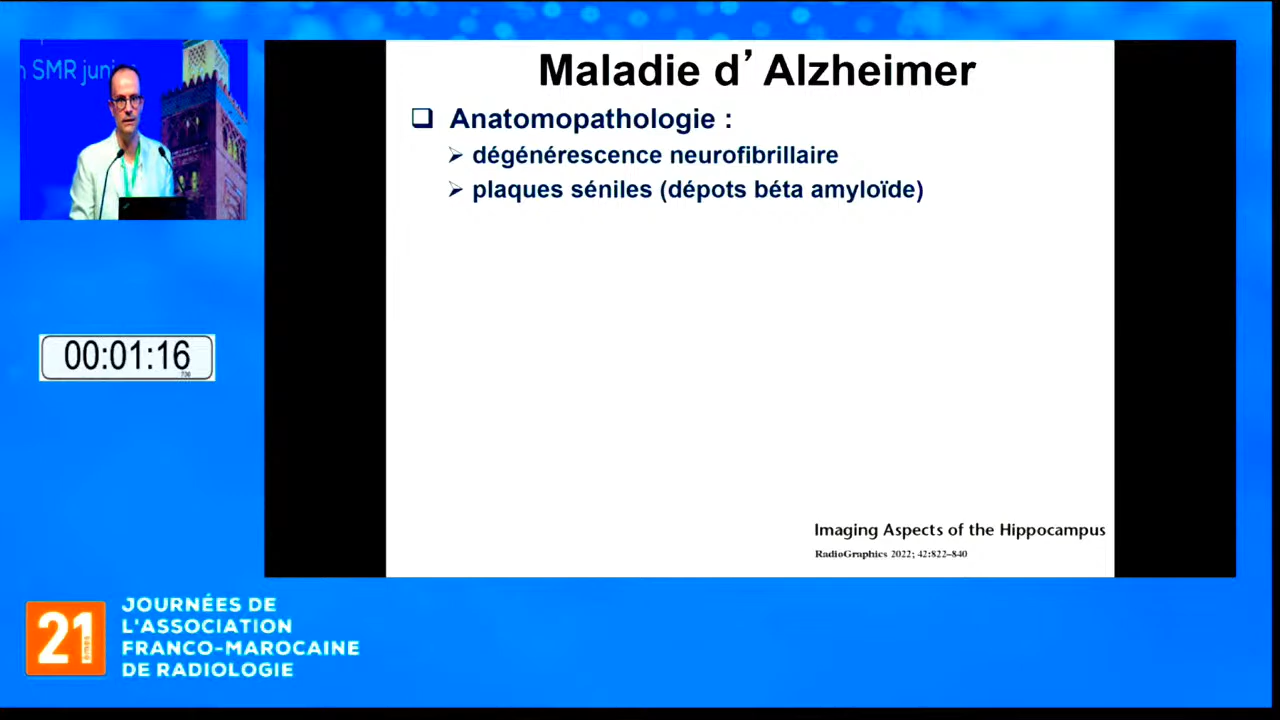 SMR
Maladie d’Alzheimer
Anatomopathologie :
dégénérescence neurofibrillaire
plaques séniles (dépots béta amyloïde)
00:01:16
Imaging Aspects of the Hippocampus
RadioGraphics 2022; 42:822–840
21
èmes
JOURNÉES DE
L'ASSOCIATION
FRANCO-MAROCAINE
DE RADIOLOGIE